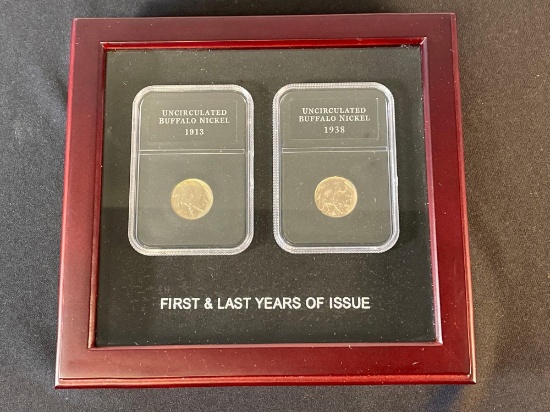 UNCIRCULATED
BUFFALO NICKEL
1913
UNCIRCULATED
BUFFALO NICKEL
1938
FIRST & LAST YEARS OF ISSUE